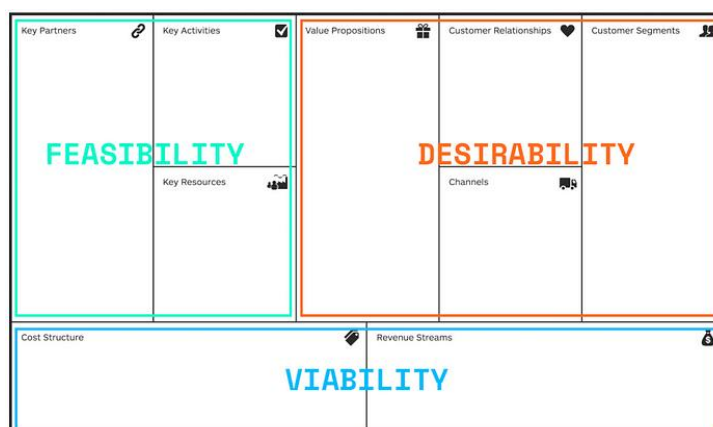 Key Partners
Key Activities
Value Propositions
Customer Relationships
Customer Segments
FEASIBILITY
DESIRABILITY
Key Resources
Channels
Cost Structure
Revenue Streams
$
VIABILITY